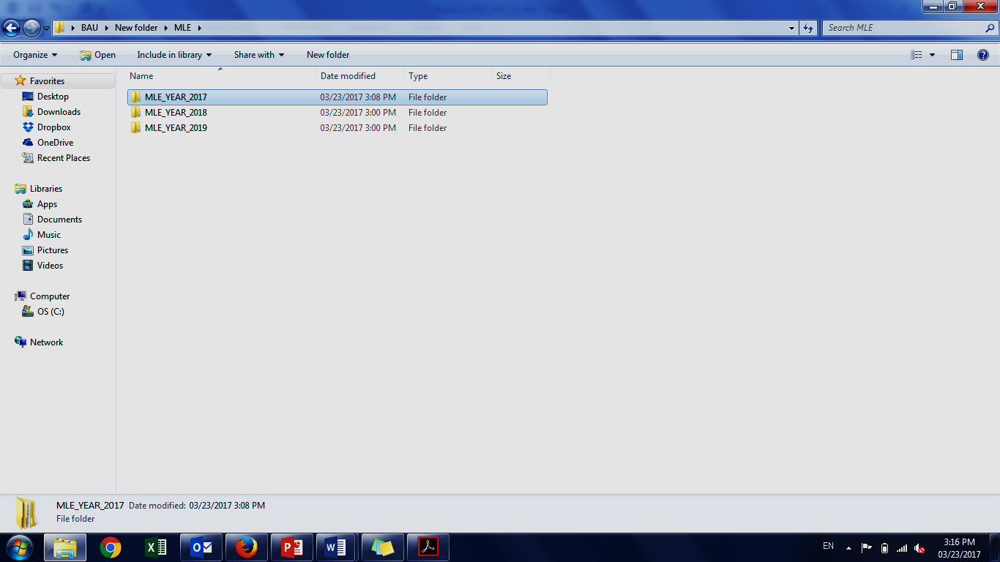 BAU New folder MLE
Search MLE
Organize Open Include in library Share with New folder
Name Date modified Type Size
MLE_YEAR_2017 03/23/2017 3:08 PM File folder
MLE_YEAR_2018 03/23/2017 3:00 PM File folder
MLE_YEAR_2019 03/23/2017 3:00 PM File folder
Favorites
Desktop
Downloads
Dropbox
OneDrive
Recent Places
Libraries
Apps
Documents
Music
Pictures
Videos
Computer
OS (C:)
Network
MLE_YEAR_2017 Date modified: 03/23/2017 3:08 PM
File folder
EN
3:16 PM
03/23/2017